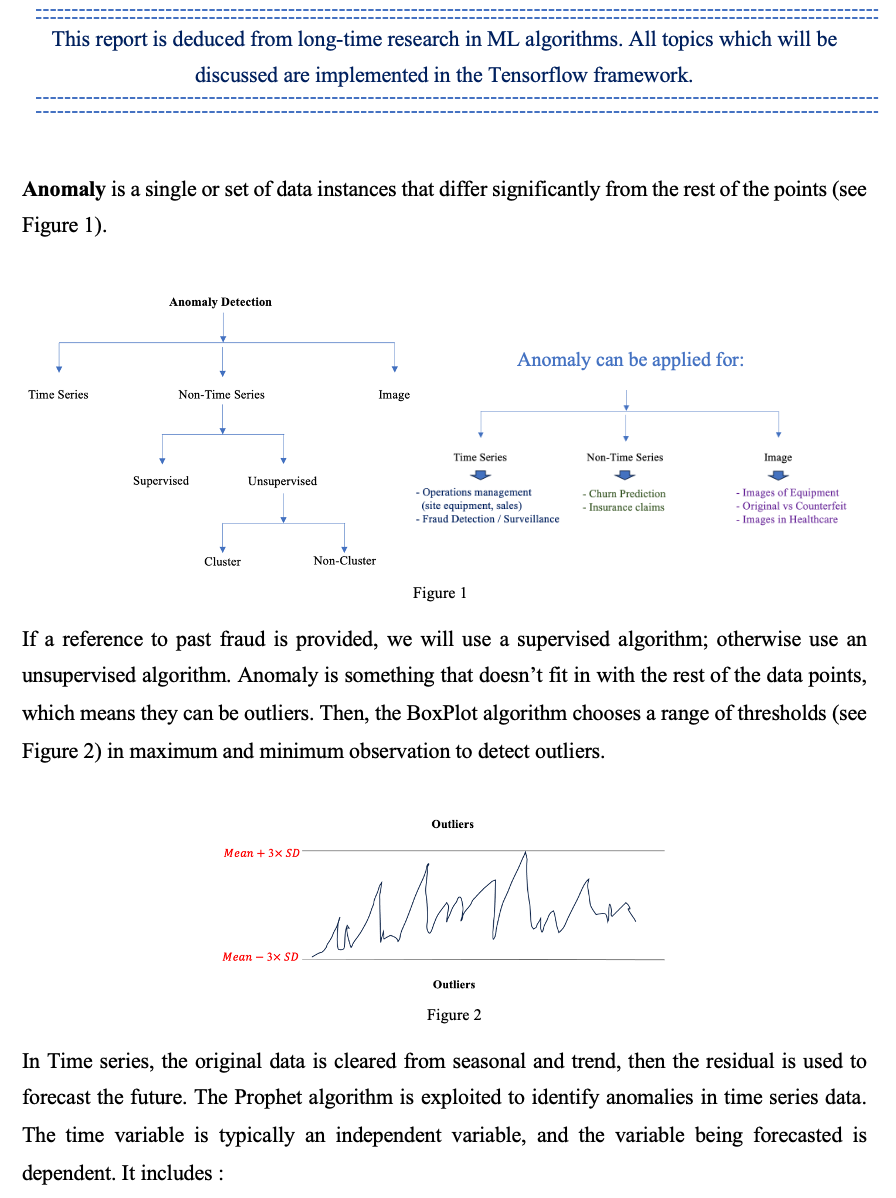 This report is deduced from long-time research in ML algorithms. All topics which will be
discussed are implemented in the Tensorflow framework.
Anomaly is a single or set of data instances that differ significantly from the rest of the points (see
Figure 1).
Anomaly Detection
Time Series
Non-Time Series
Image
Supervised
Unsupervised
Cluster
Non-Cluster
Anomaly can be applied for:
Time Series
Non-Time Series
Image
- Operations management
(site equipment, sales)
- Fraud Detection / Surveillance
- Churn Prediction
- Insurance claims
- Images of Equipment
- Original vs Counterfeit
- Images in Healthcare
Figure 1
If a reference to past fraud is provided, we will use a supervised algorithm; otherwise use an
unsupervised algorithm. Anomaly is something that doesn’t fit in with the rest of the data points,
which means they can be outliers. Then, the BoxPlot algorithm chooses a range of thresholds (see
Figure 2) in maximum and minimum observation to detect outliers.
Outliers
Mean + 3× SD
Mean − 3× SD
Outliers
Figure 2
In Time series, the original data is cleared from seasonal and trend, then the residual is used to
forecast the future. The Prophet algorithm is exploited to identify anomalies in time series data.
The time variable is typically an independent variable, and the variable being forecasted is
dependent. It includes :